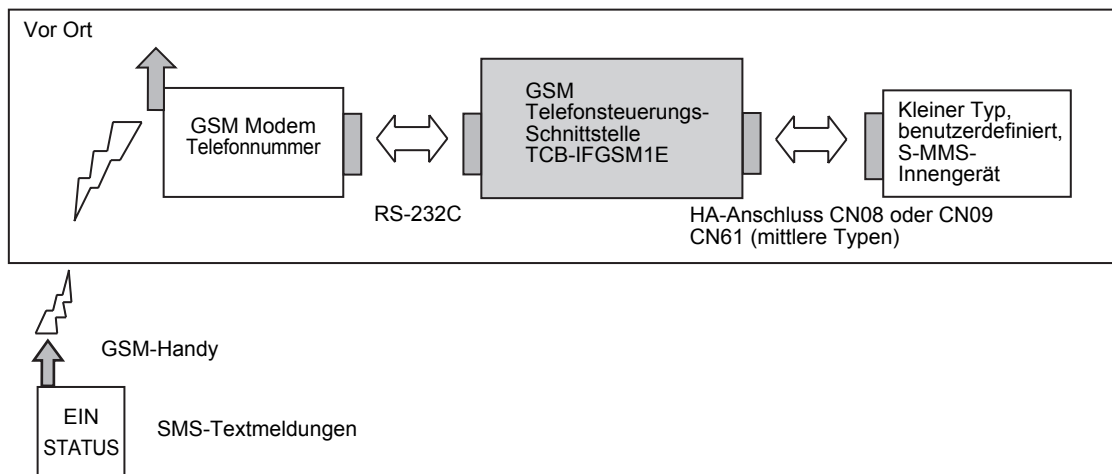 Vor Ort
GSM Modem
Telefonnummer
RS-232C
GSM
Telefonsteuerungs-
Schnittstelle
TCB-IFGSM1E
HA-Anschluss CN08 oder CN09
CN61 (mittlere Typen)
Kleiner Typ,
benutzerdefiniert,
S-MMS-
Innengerät
GSM-Handy
EIN
STATUS
SMS-Textmeldungen